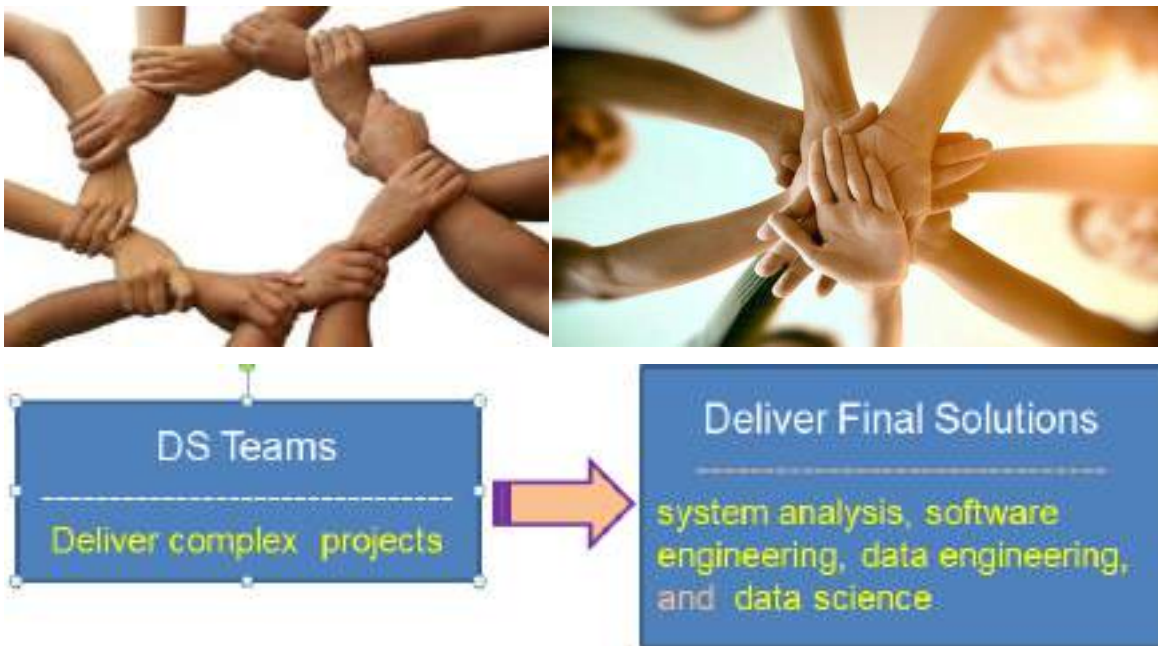 DS Teams
Deliver complex projects
Deliver Final Solutions
system analysis, software
engineering, data engineering,
and data science